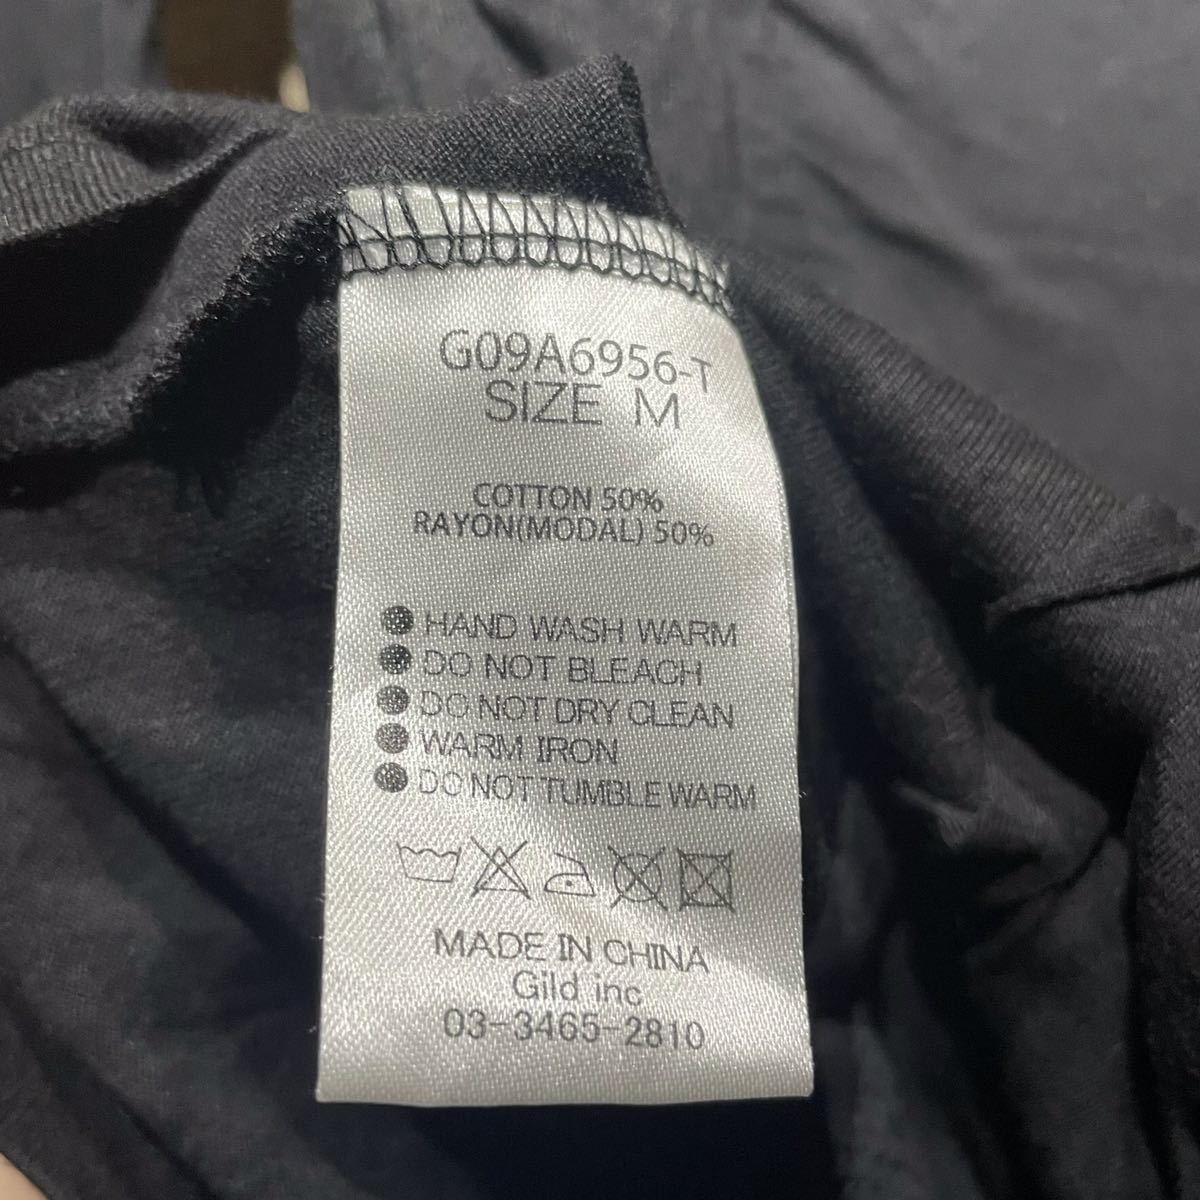 G09A6956-T
SIZE M
COTTON 50%
RAYON(MODAL) 50%
HAND WASH WARM
DO NOT BLEACH
DO NOT DRY CLEAN
WARM IRON
DO NOT TUMBLE WARM
MADE IN CHINA
Gild inc
03-3465-2810